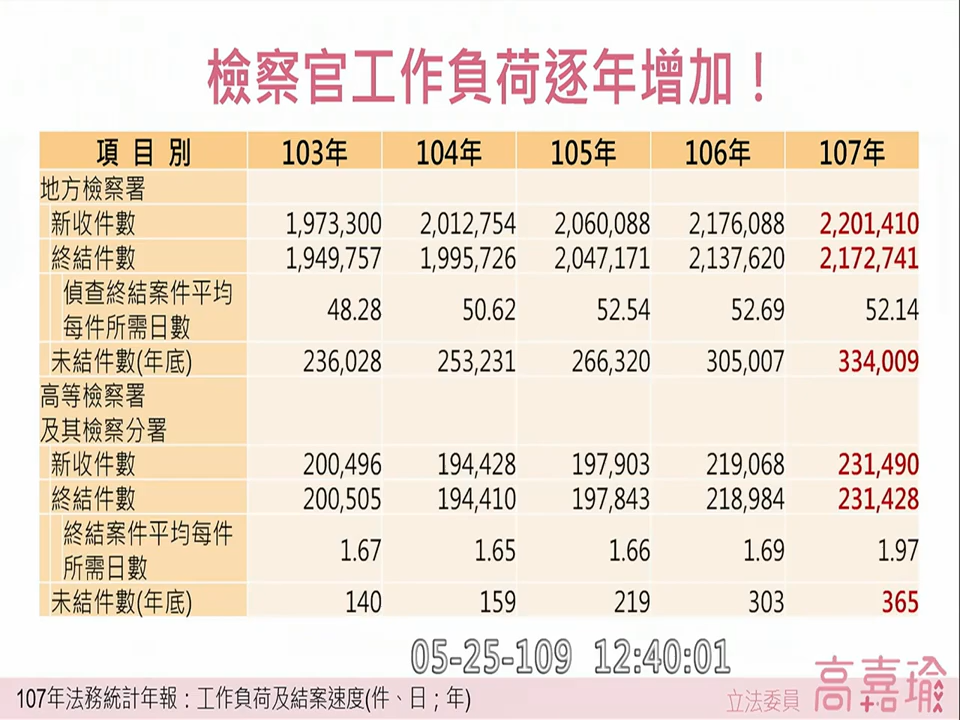 檢察官工作負荷逐年增加！
項 目 別 103年 104年 105年 106年 107年
地方檢察署
新收件數 1,973,300 2,012,754 2,060,088 2,176,088 2,201,410
終結件數 1,949,757 1,995,726 2,047,171 2,137,620 2,172,741
偵查終結案件平均
每件所需日數 48.28 50.62 52.54 52.69 52.14
未結件數(年底) 236,028 253,231 266,320 305,007 334,009
高等檢察署
及其檢察分署
新收件數 200,496 194,428 197,903 219,068 231,490
終結件數 200,505 194,410 197,843 218,984 231,428
終結案件平均每件
所需日數 1.67 1.65 1.66 1.69 1.97
未結件數(年底) 140 159 219 303 365
05-25-109 12:40:01
107年法務統計年報：工作負荷及結案速度(件、日；年)
立法委員 高嘉瑜